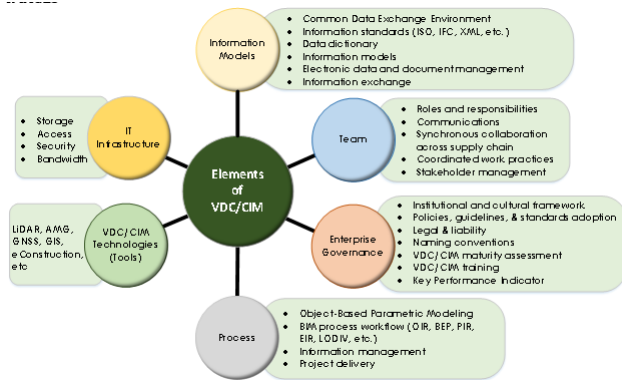 Information
Models
• Common Data Exchange Environment
• Information standards (ISO, IFC, XML, etc.)
• Data dictionary
• Information models
• Electronic data and document management
• Information exchange
• Storage
• Access
• Security
• Bandwidth
IT
Infrastructure
Team
• Roles and responsibilities
• Communications
• Synchronous collaboration
across supply chain
• Coordinated work practices
• Stakeholder management
Elements
of
VDC/CIM
LiDAR, AMG,
GNSS, GIS,
e Construction,
etc
VDC/CIM
Technologies
(Tools)
Enterprise
Governance
• Institutional and cultural framework
• Policies, guidelines, & standards adoption
• Legal & liability
• Naming conventions
• VDC/CIM maturity assessment
• VDC/CIM training
• Key Performance Indicator
Process
• Object-Based Parametric Modeling
• BIM process workflow (OIR, BEP, PIR,
EIR, LODIV, etc.)
• Information management
• Project delivery